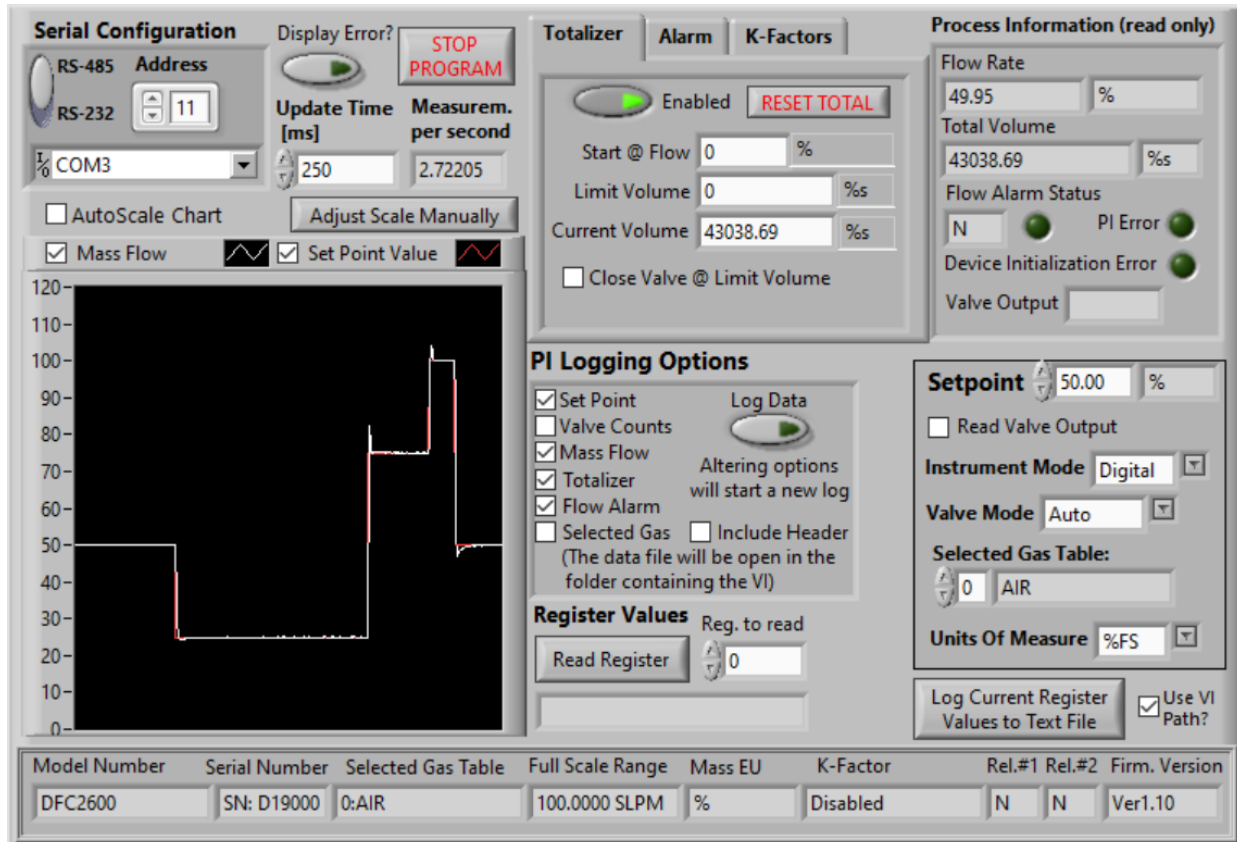 Serial Configuration
RS-485
Address
RS-232
11
COM3
Display Error?
STOP
PROGRAM
Update Time
[ms]
250
Measurem.
per second
2.72205
AutoScale Chart
Adjust Scale Manually
Mass Flow
Set Point Value
120
110
100
90
80
70
60
50
40
30
20
10
0
Totalizer
Alarm
K-Factors
Enabled
RESET TOTAL
Start @ Flow
0
%
Limit Volume
0
%s
Current Volume
43038.69
%s
Close Valve @ Limit Volume
Process Information (read only)
Flow Rate
49.95
%
Total Volume
43038.69
%s
Flow Alarm Status
N
PI Error
Device Initialization Error
Valve Output
PI Logging Options
Set Point
Valve Counts
Mass Flow
Totalizer
Flow Alarm
Selected Gas
Log Data
Altering options
will start a new log
Include Header
(The data file will be open in the
folder containing the VI)
Register Values
Read Register
Reg. to read
0
Setpoint
50.00
%
Read Valve Output
Instrument Mode
Digital
Valve Mode
Auto
Selected Gas Table:
0
AIR
Units Of Measure
%FS
Log Current Register
Values to Text File
Use VI
Path?
Model Number
DFC2600
Serial Number
SN: D19000
Selected Gas Table
0:AIR
Full Scale Range
100.0000 SLPM
Mass EU
%
K-Factor
Disabled
Rel.#1
N
Rel.#2
N
Firm. Version
Ver1.10